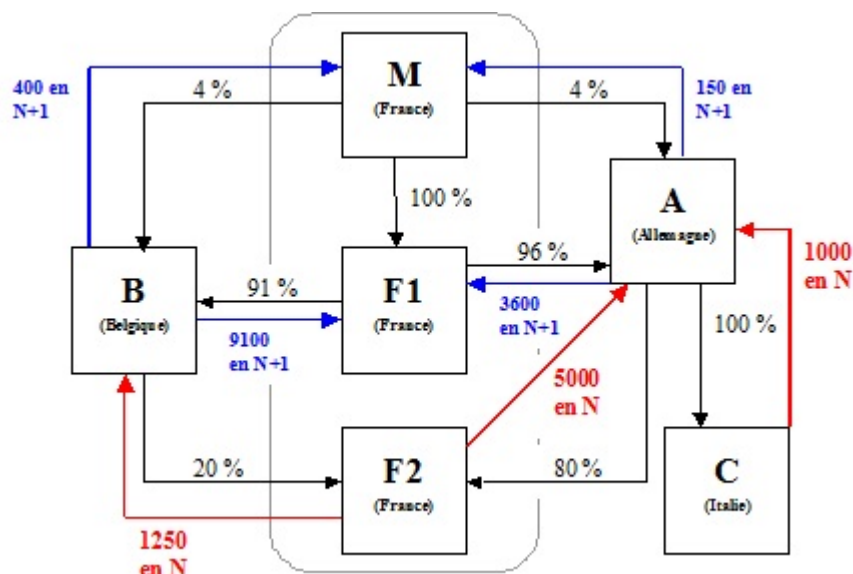 400 en
N+1
4 %
M
(France)
4 %
150 en
N+1
100 %
A
(Allemagne)
1000
en N
B
(Belgique)
91 %
9100
en N+1
F1
(France)
96 %
3600
en N+1
100 %
5000
en N
20 %
F2
(France)
80 %
C
(Italie)
1250
en N